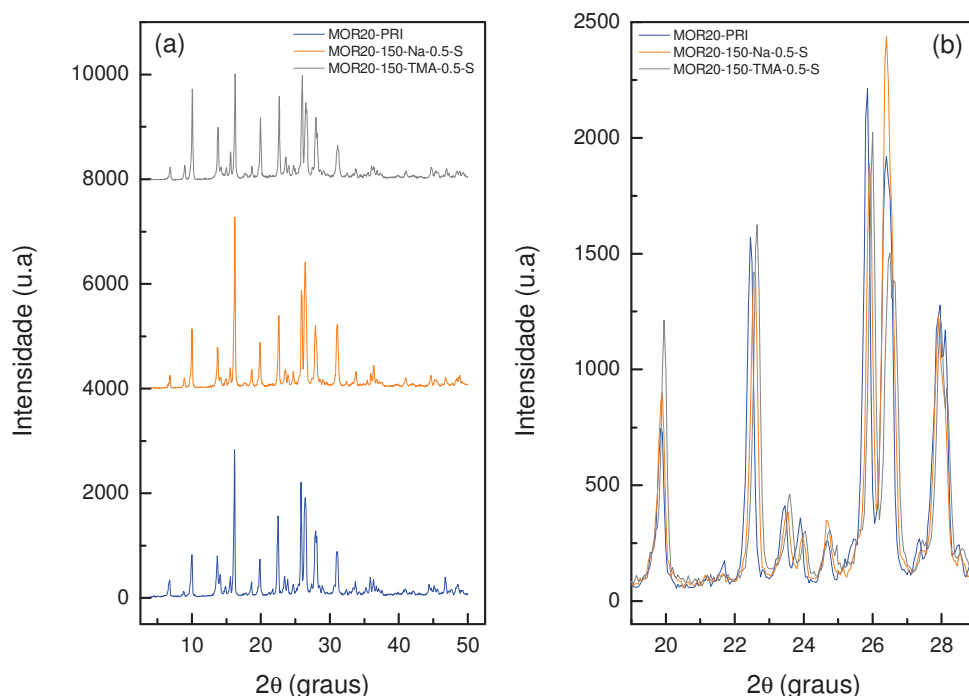 (a)
MOR20-PRI
MOR20-150-Na-0.5-S
MOR20-150-TMA-0.5-S
10000
8000
6000
4000
2000
0
Intensidade (u.a)
10 20 30 40 50
2θ (graus)
(b)
MOR20-PRI
MOR20-150-Na-0.5-S
MOR20-150-TMA-0.5-S
2500
2000
1500
1000
500
0
Intensidade (u.a)
20 22 24 26 28
2θ (graus)